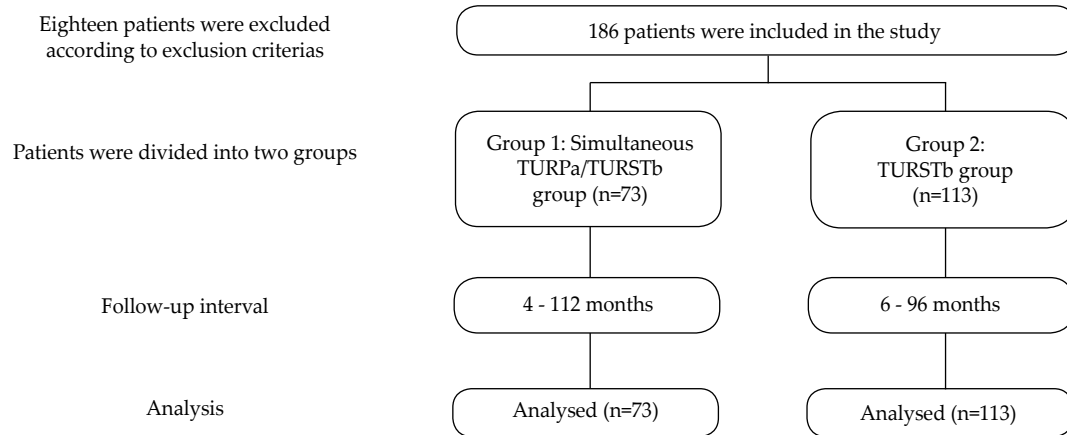 Eighteen patients were excluded
according to exclusion criterias
186 patients were included in the study
Patients were divided into two groups
Group 1: Simultaneous
TURPa/TURSTb
group (n=73)
Group 2:
TURSTb group
(n=113)
Follow-up interval
4 - 112 months
6 - 96 months
Analysis
Analysed (n=73)
Analysed (n=113)